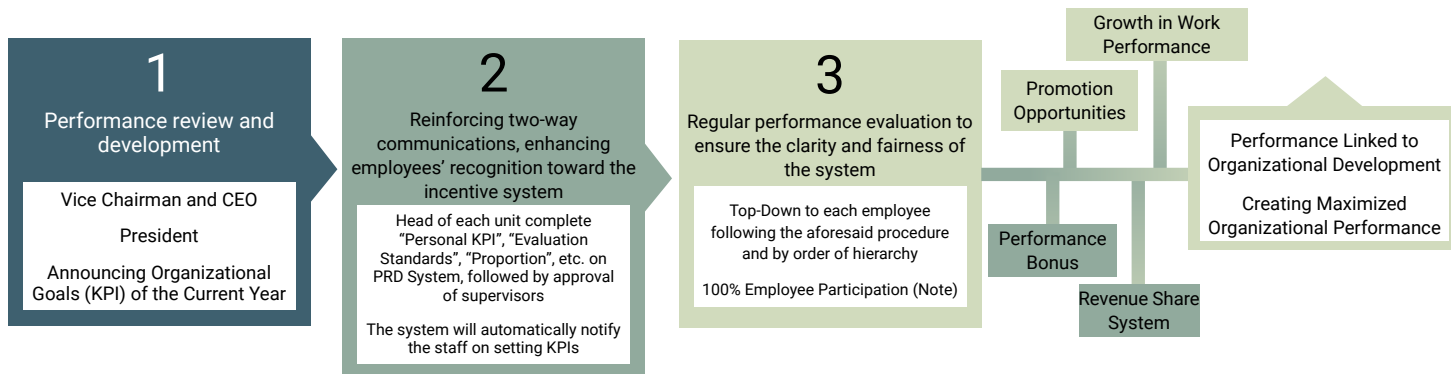 1
Performance review and
development
Vice Chairman and CEO
President
Announcing Organizational
Goals (KPI) of the Current Year
2
Reinforcing two-way
communications, enhancing
employees’ recognition toward the
incentive system
Head of each unit complete
“Personal KPI”, “Evaluation
Standards”, “Proportion”, etc. on
PRD System, followed by approval
of supervisors
The system will automatically notify
the staff on setting KPIs
3
Regular performance evaluation to
ensure the clarity and fairness of
the system
Top-Down to each employee
following the aforesaid procedure
and by order of hierarchy
100% Employee Participation (Note)
Growth in Work
Performance
Promotion
Opportunities
Performance
Bonus
Revenue Share
System
Performance Linked to
Organizational Development
Creating Maximized
Organizational Performance